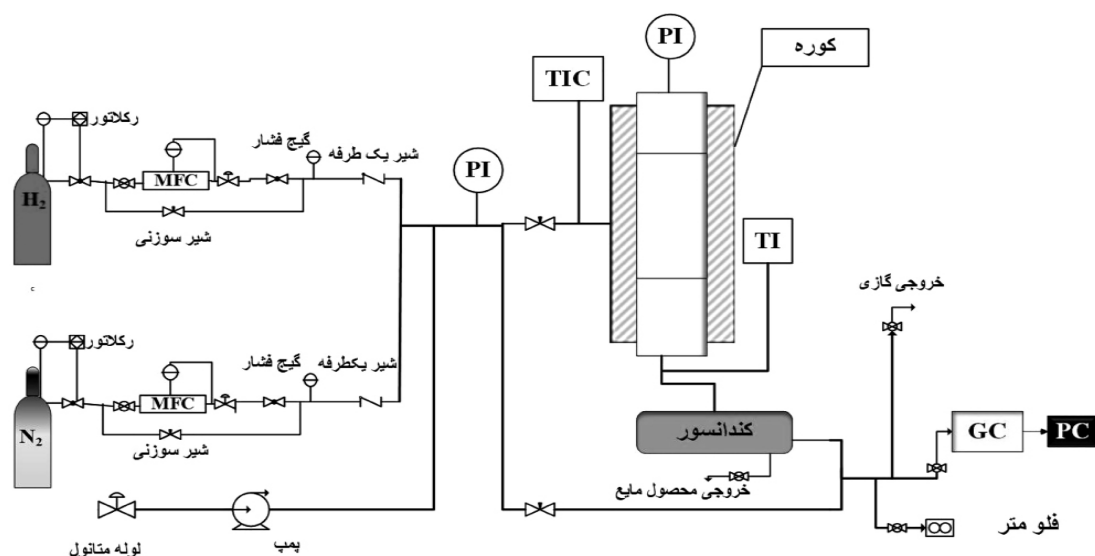 PI
کوره
TIC
رکلاتور
گیج فشار
شیر یک طرفه
MFC
H₂
PI
شیر سوزنی
TI
خروجی گازی
رکلاتور
گیج فشار
شیر یکطرفه
MFC
N₂
شیر سوزنی
کندانسور
GC
PC
خروجی محصول مایع
فلو متر
لوله متانول
پمپ